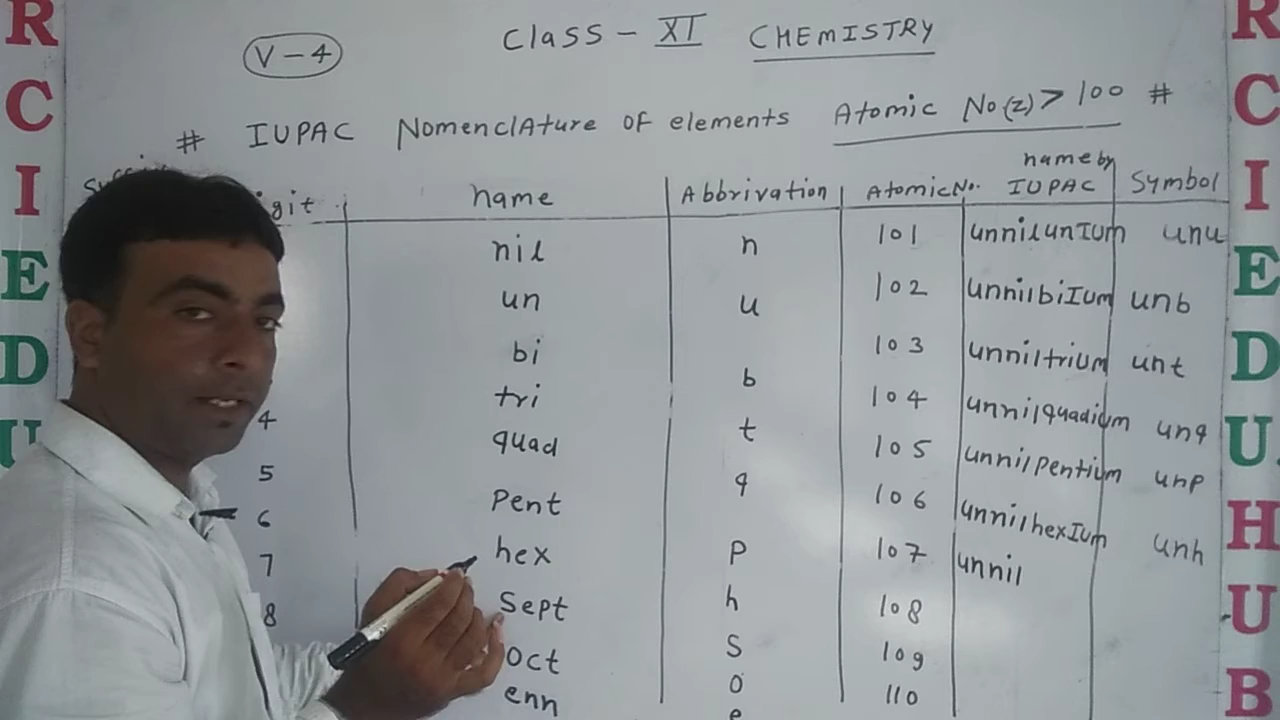 V-4
Class - XI CHEMISTRY
# IUPAC Nomenclature OF elements Atomic No(z) > 100 #
name Abbrivation Atomic No. name by IUPAC Symbol
nil n 101 unnilunIum unu
un u 102 unnilbiIum unb
bi b 103 unniltrium unt
tri t 104 unnilquadium unq
4 quad q 105 unnilpentium unp
5 Pent p 106 unnilhexIum unh
6 hex h 107 unnil
7 Sept S 108
8 Oct o 109
enn e 110
R C I E D U
R C I E D U H U B